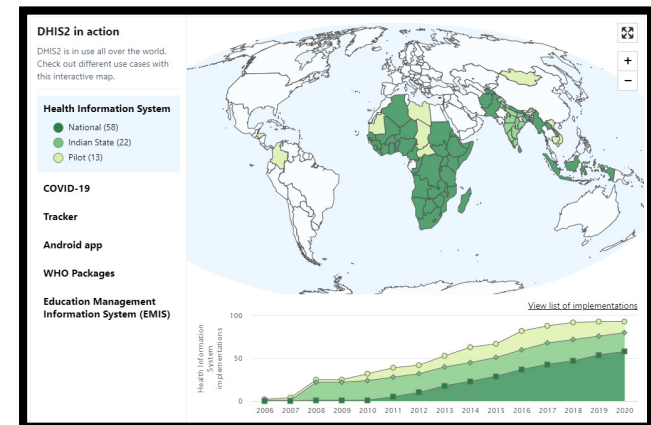 DHIS2 in action
DHIS2 is in use all over the world.
Check out different use cases with
this interactive map.
Health Information System
National (58)
Indian State (22)
Pilot (13)
COVID-19
Tracker
Android app
WHO Packages
Education Management
Information System (EMIS)
+
−
View list of implementations
Health Information
System
implementations
100
50
0
2006 2007 2008 2009 2010 2011 2012 2013 2014 2015 2016 2017 2018 2019 2020